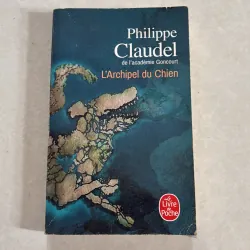 Philippe
Claudel
de l'académie Goncourt
L'Archipel du Chien
Le Livre
de Poche